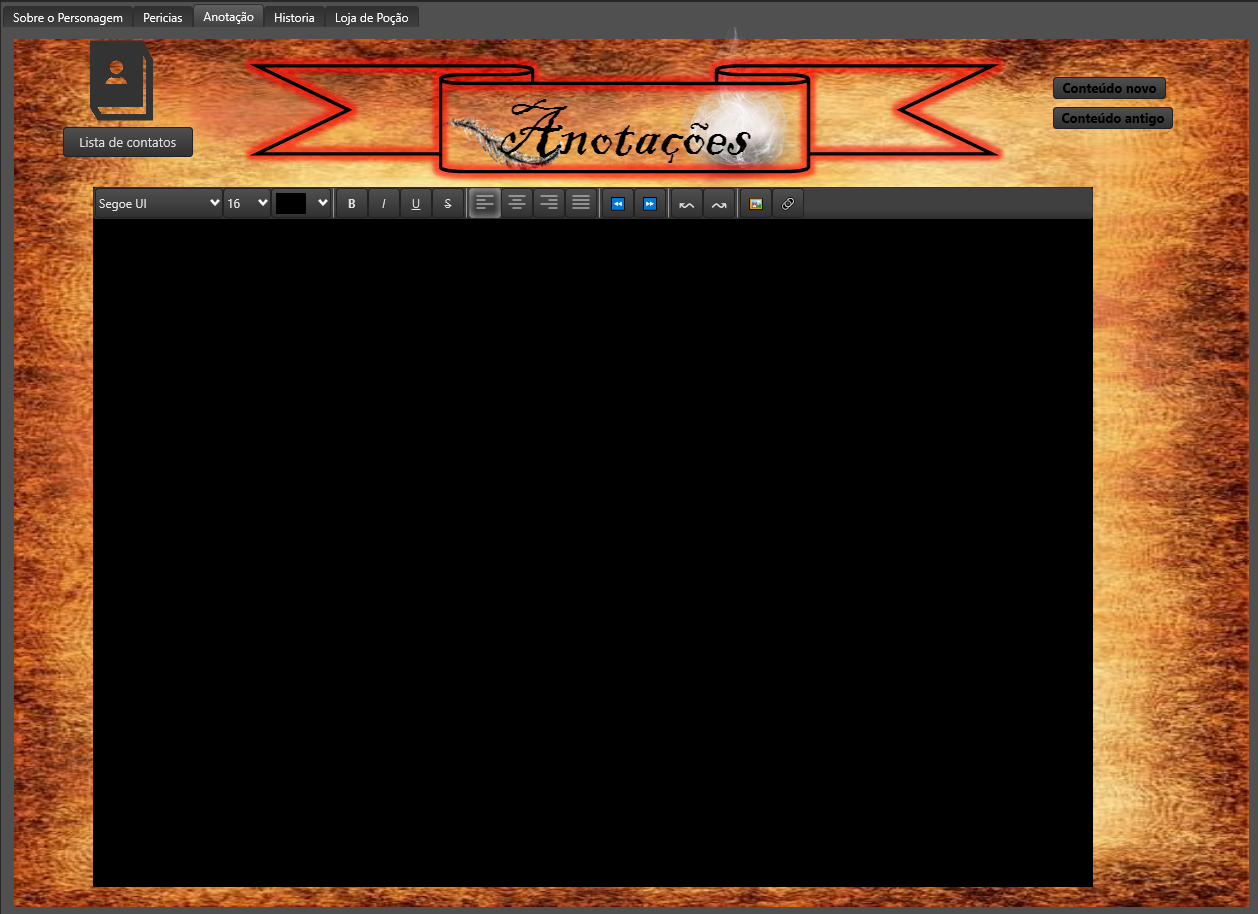 Sobre o Personagem Pericias Anotação Historia Loja de Poção
Anotações
Conteúdo novo
Conteúdo antigo
Lista de contatos
Segoe UI 16 B I U S